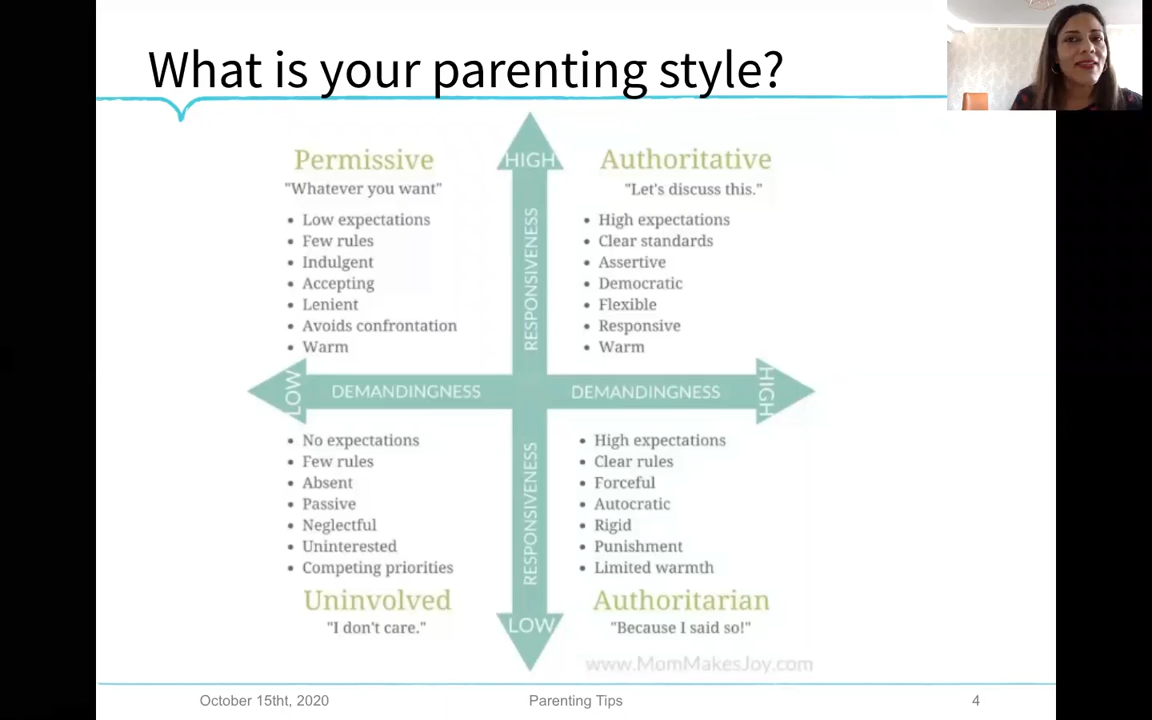 What is your parenting style?
HIGH
Permissive
"Whatever you want"
• Low expectations
• Few rules
• Indulgent
• Accepting
• Lenient
• Avoids confrontation
• Warm
RESPONSIVENESS
Authoritative
"Let's discuss this."
• High expectations
• Clear standards
• Assertive
• Democratic
• Flexible
• Responsive
• Warm
LOW
DEMANDINGNESS
DEMANDINGNESS
HIGH
• No expectations
• Few rules
• Absent
• Passive
• Neglectful
• Uninterested
• Competing priorities
Uninvolved
"I don't care."
RESPONSIVENESS
LOW
• High expectations
• Clear rules
• Forceful
• Autocratic
• Rigid
• Punishment
• Limited warmth
Authoritarian
"Because I said so!"
www.MomMakesJoy.com
October 15tht, 2020
Parenting Tips
4